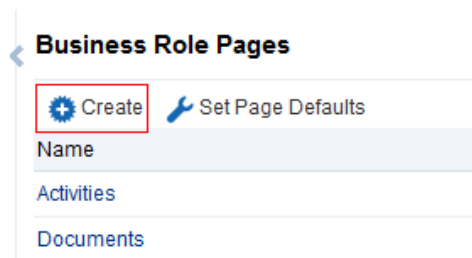 Business Role Pages
Create Set Page Defaults
Name
Activities
Documents